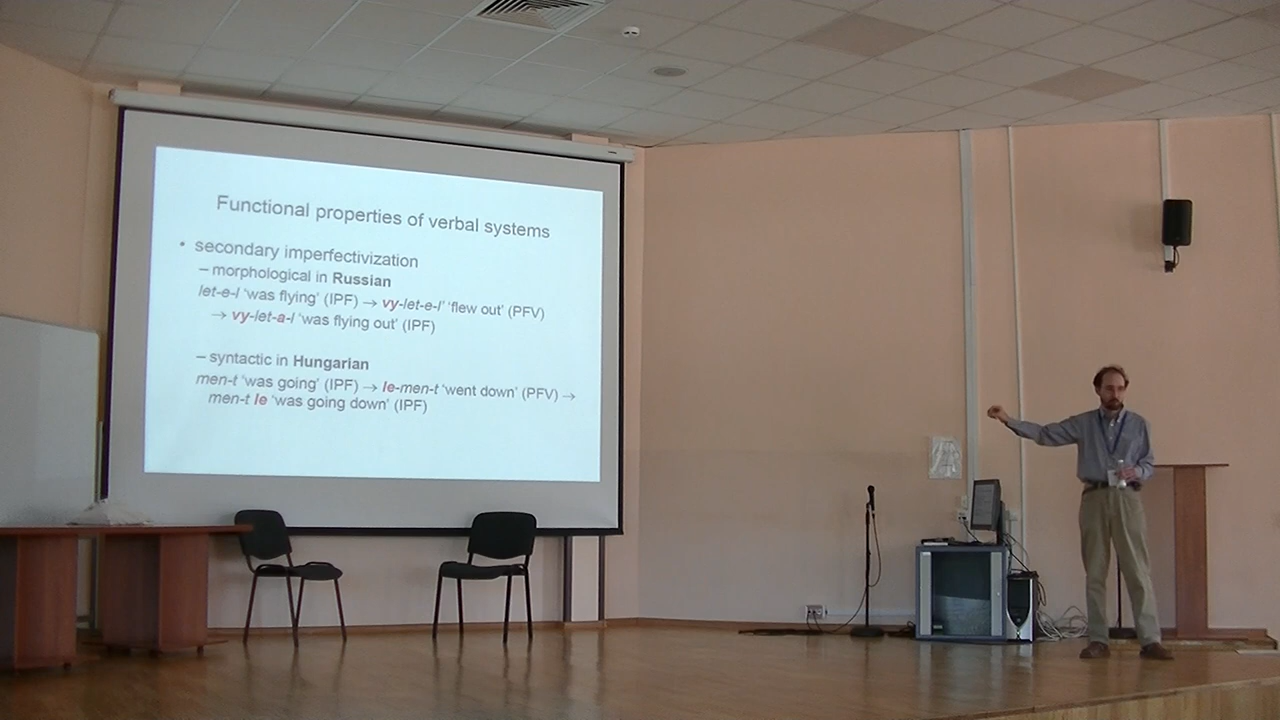 Functional properties of verbal systems
• secondary imperfectivization
– morphological in Russian
let-e-l ‘was flying’ (IPF) → vy-let-e-l’ ‘flew out’ (PFV)
→ vy-let-a-l ‘was flying out’ (IPF)
– syntactic in Hungarian
men-t ‘was going’ (IPF) → le-men-t ‘went down’ (PFV) →
men-t le ‘was going down’ (IPF)